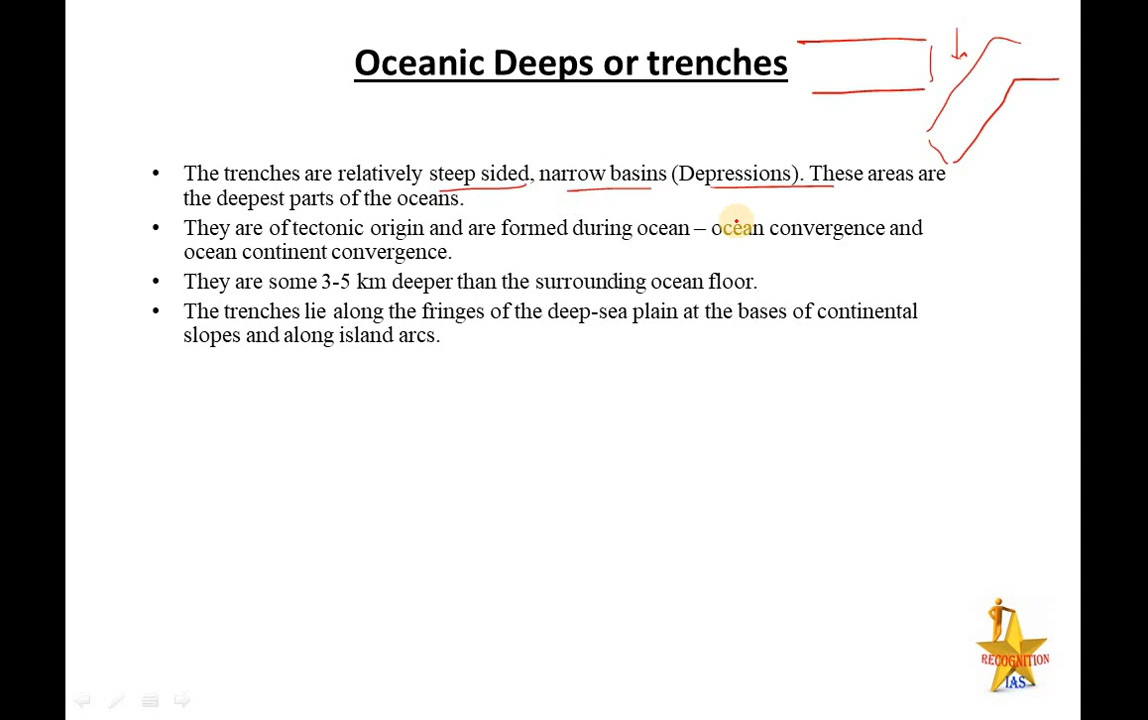 Oceanic Deeps or trenches
• The trenches are relatively steep sided, narrow basins (Depressions). These areas are
the deepest parts of the oceans.
• They are of tectonic origin and are formed during ocean – ocean convergence and
ocean continent convergence.
• They are some 3-5 km deeper than the surrounding ocean floor.
• The trenches lie along the fringes of the deep-sea plain at the bases of continental
slopes and along island arcs.
RECOGNITION
IAS